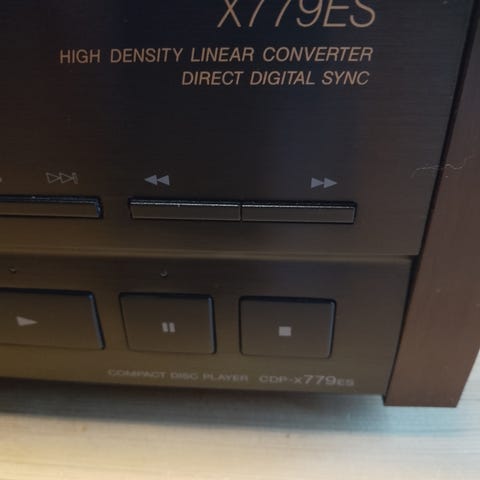 X779ES
HIGH DENSITY LINEAR CONVERTER
DIRECT DIGITAL SYNC
COMPACT DISC PLAYER CDP-X779ES